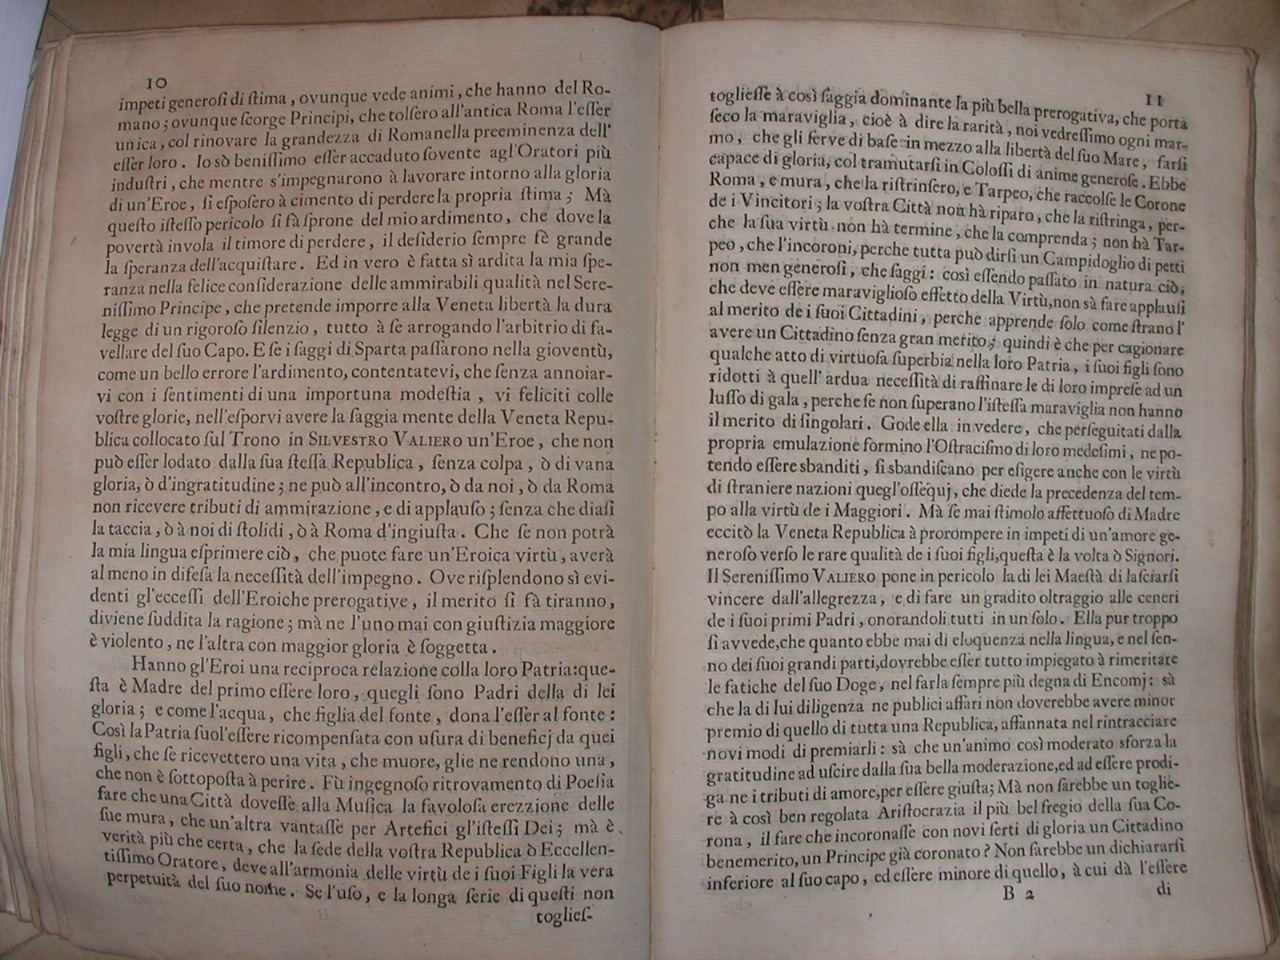 10
impeti generoſi di ſtima, ovunque vede animi, che hanno del Ro-
mano; ovunque ſcorge Principi, che tolſero all'antica Roma l'eſſer
unica, col rinovare la grandezza di Romanella preeminenza dell'
eſſer loro. Io sò beniſſimo eſſer accaduto ſovente agl'Oratori più
induſtri, che mentre s'impegnarono à lavorare intorno alla gloria
di un'Eroe, ſi eſpoſero à cimento di perdere la propria ſtima; Mà
queſto iſteſſo pericolo ſi fà ſprone del mio ardimento, che dove la
povertà invola il timore di perdere, il deſiderio ſempre fè grande
la ſperanza dell'acquiſtare. Ed in vero è fatta sì ardita la mia ſpe-
ranza nella felice conſiderazione delle ammirabili qualità nel Sere-
niſſimo Principe, che pretende imporre alla Veneta libertà la dura
legge di un rigoroſo ſilenzio, tutto à ſe arrogando l'arbitrio di fa-
vellare del ſuo Capo. E ſe i ſaggi di Sparta paſſarono nella gioventù,
come un bello errore l'ardimento, contentatevi, che ſenza annoiar-
vi con i ſentimenti di una importuna modeſtia, vi feliciti colle
voſtre glorie, nell'eſporvi avere la ſaggia mente della Veneta Repu-
blica collocato ſul Trono in SILVESTRO VALIERO un'Eroe, che non
può eſſer lodato dalla ſua ſteſſa Republica, ſenza colpa, ò di vana
gloria, ò d'ingratitudine; ne può all'incontro, ò da noi, ò da Roma
non ricevere tributi di ammirazione, e di applauſo; ſenza che diaſi
la taccia, ò à noi di ſtolidi, ò à Roma d'ingiuſta. Che ſe non potrà
la mia lingua eſprimere ciò, che puote fare un'Eroica virtù, averà
al meno in difeſa la neceſſità dell'impegno. Ove riſplendono sì evi-
denti gl'ecceſſi dell'Eroiche prerogative, il merito ſi fà tiranno,
diviene ſuddita la ragione; mà ne l'uno mai con giuſtizia maggiore
è violento, ne l'altra con maggior gloria è ſoggetta.
Hanno gl'Eroi una reciproca relazione colla loro Patria: que-
ſta è Madre del primo eſſere loro, quegli ſono Padri della di lei
gloria; e come l'acqua, che figlia del fonte, dona l'eſſer al fonte:
Così la Patria ſuol'eſſere ricompenſata con uſura di beneficj da quei
figli, che ſe ricevettero una vita, che muore, glie ne rendono una,
che non è ſottopoſta à perire. Fù ingegnoſo ritrovamento di Poeſia
fare che una Città doveſſe alla Muſica la favoloſa erezzione delle
ſue mura, che un'altra vantaſſe per Artefici gl'iſteſſi Dei; mà è
verità più che certa, che la ſede della voſtra Republica ò Eccellen-
tiſſimo Oratore, deve all'armonia delle virtù de i ſuoi Figli la vera
perpetuità del ſuo nome. Se l'uſo, e la longa ſerie di queſti non
toglieſ-
11
toglieſſe à così ſaggia dominante la più bella prerogativa, che porta
ſeco la maraviglia, cioè à dire la rarità, noi vedreſſimo ogni mar-
mo, che gli ſerve di baſe in mezzo alla libertà del ſuo Mare, farſi
capace di gloria, col tramutarſi in Coloſſi di anime generoſe. Ebbe
Roma, e mura, che la riſtrinſero, e Tarpeo, che raccolſe le Corone
de i Vincitori; la voſtra Città non hà riparo, che la riſtringa, per-
che la ſua virtù non hà termine, che la comprenda; non hà Tar-
peo, che l'incoroni, perche tutta può dirſi un Campidoglio di petti
non men generoſi, che ſaggi: così eſſendo paſſato in natura ciò,
che deve eſſere maraviglioſo effetto della Virtù, non sà fare applauſi
al merito de i ſuoi Cittadini, perche apprende ſolo come ſtrano l'
avere un Cittadino ſenza gran merito; quindi è che per cagionare
qualche atto di virtuoſa ſuperbia nella loro Patria, i ſuoi figli ſono
ridotti à quell'ardua neceſſità di raffinare le di loro impreſe ad un
luſſo di gala, perche ſe non ſuperano l'iſteſſa maraviglia non hanno
il merito di ſingolari. Gode ella in vedere, che perſeguitati dalla
propria emulazione formino l'Oſtraciſmo di loro medeſimi, ne po-
tendo eſſere sbanditi, ſi sbandiſcano per eſigere anche con le virtù
di ſtraniere nazioni quegl'oſſequj, che diede la precedenza del tem-
po alla virtù de i Maggiori. Mà ſe mai ſtimolo affettuoſo di Madre
eccitò la Veneta Republica à prorompere in impeti di un'amore ge-
neroſo verſo le rare qualità de i ſuoi figli, queſta è la volta ò Signori.
Il Sereniſſimo VALIERO pone in pericolo la di lei Maeſtà di laſciarſi
vincere dall'allegrezza, e di fare un gradito oltraggio alle ceneri
de i ſuoi primi Padri, onorandoli tutti in un ſolo. Ella pur troppo
ſi avvede, che quanto ebbe mai di eloquenza nella lingua, e nel ſen-
no dei ſuoi grandi parti, dovrebbe eſſer tutto impiegato à rimeritare
le fatiche del ſuo Doge, nel farla ſempre più degna di Encomj: sà
che la di lui diligenza ne publici affari non doverebbe avere minor
premio di quello di tutta una Republica, affannata nel rintracciare
novi modi di premiarli: sà che un'animo così moderato sforza la
gratitudine ad uſcire dalla ſua bella moderazione, ed ad eſſere prodi-
ga ne i tributi di amore, per eſſere giuſta; Mà non ſarebbe un toglie-
re à così ben regolata Ariſtocrazia il più bel fregio della ſua Co-
rona, il fare che incoronaſſe con novi ſerti di gloria un Cittadino
benemerito, un Principe già coronato? Non ſarebbe un dichiararſi
inferiore al ſuo capo, ed eſſere minore di quello, à cui dà l'eſſere
B 2
di